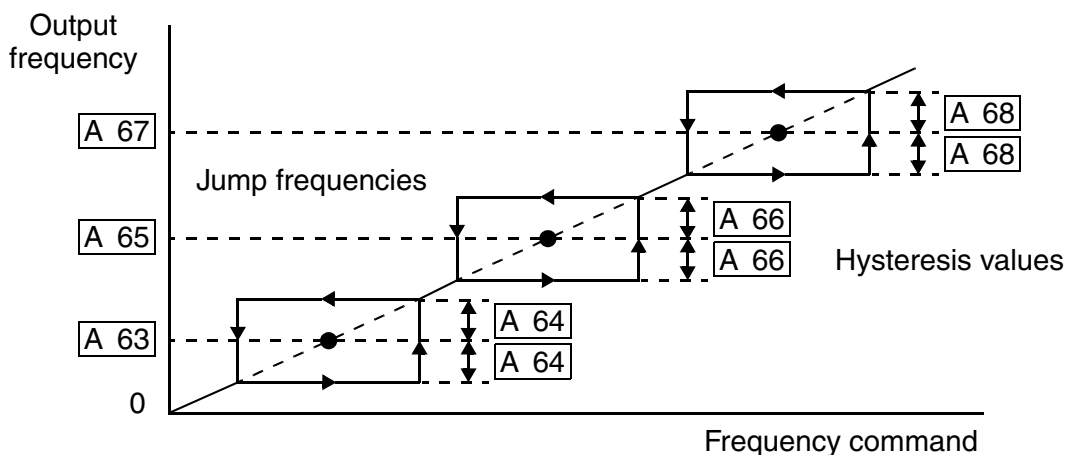 Output
frequency
A 67
A 68
A 68
Jump frequencies
A 65
A 66
A 66
Hysteresis values
A 63
A 64
A 64
0
Frequency command